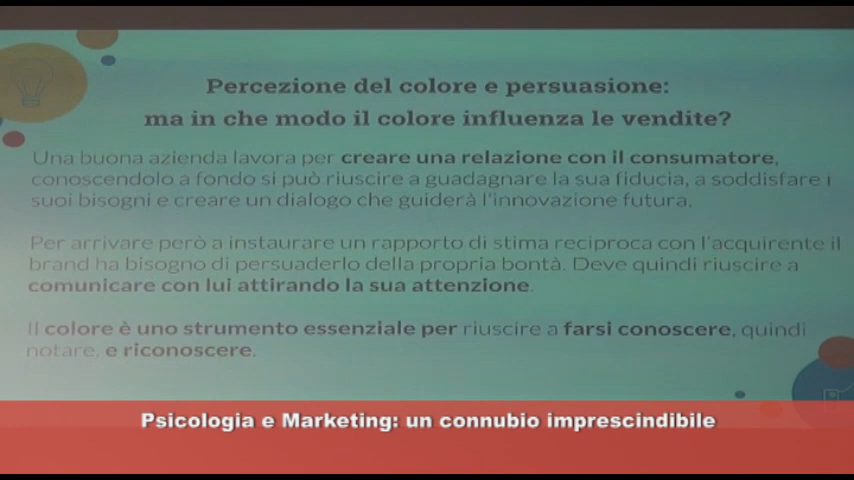 Percezione del colore e persuasione:
ma in che modo il colore influenza le vendite?
Una buona azienda lavora per creare una relazione con il consumatore,
conoscendolo a fondo si può riuscire a guadagnare la sua fiducia, a soddisfare i
suoi bisogni e creare un dialogo che guiderà l'innovazione futura.
Per arrivare però a instaurare un rapporto di stima reciproca con l'acquirente il
brand ha bisogno di persuaderlo della propria bontà. Deve quindi riuscire a
comunicare con lui attirando la sua attenzione.
Il colore è uno strumento essenziale per riuscire a farsi conoscere, quindi
notare, e riconoscere.
Psicologia e Marketing: un connubio imprescindibile